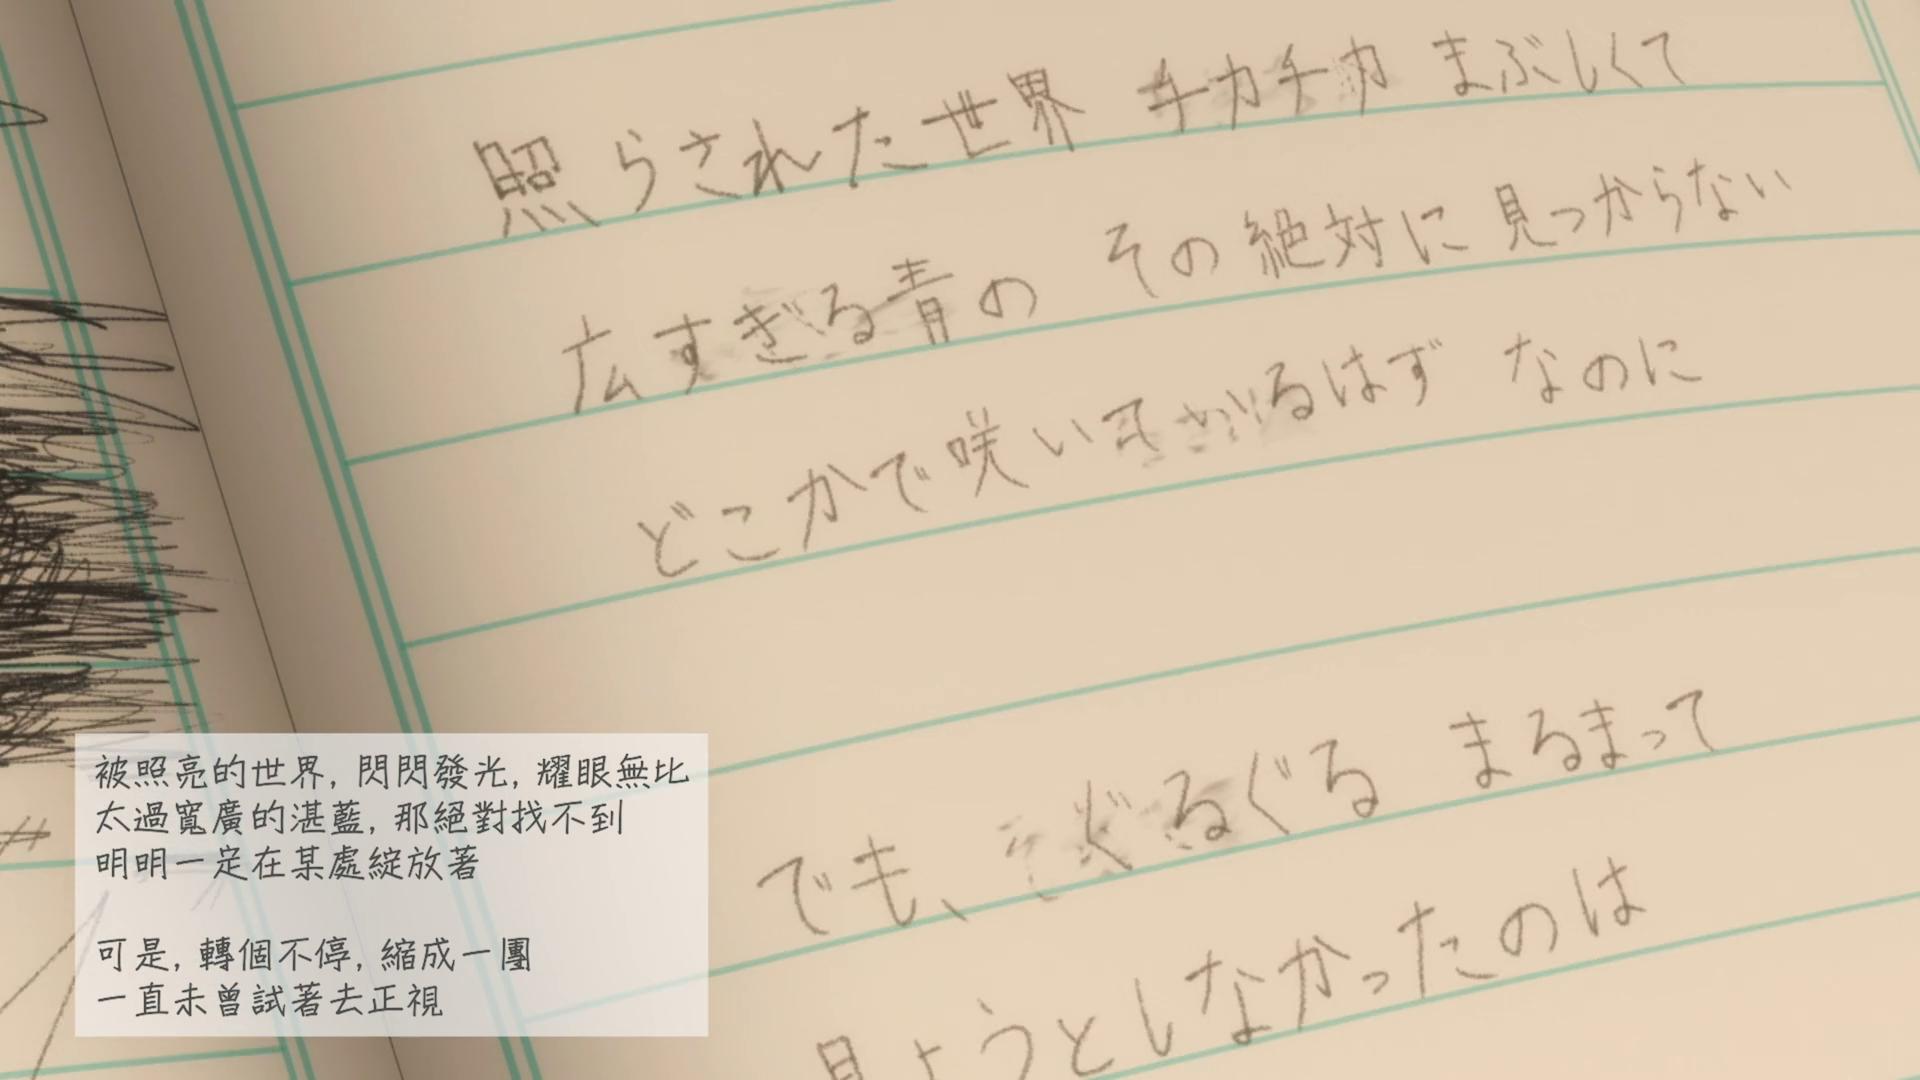 照らされた世界 チカチカ まぶしくて
広すぎる青の その絶対に見つからない
どこかで咲いてるはず なのに
でも、ぐるぐる まるまって
見ようとしなかったのは
被照亮的世界, 閃閃發光, 耀眼無比
太過寬廣的湛藍, 那絕對找不到
明明一定在某處綻放著
可是, 轉個不停, 縮成一團
一直未曾試著去正視